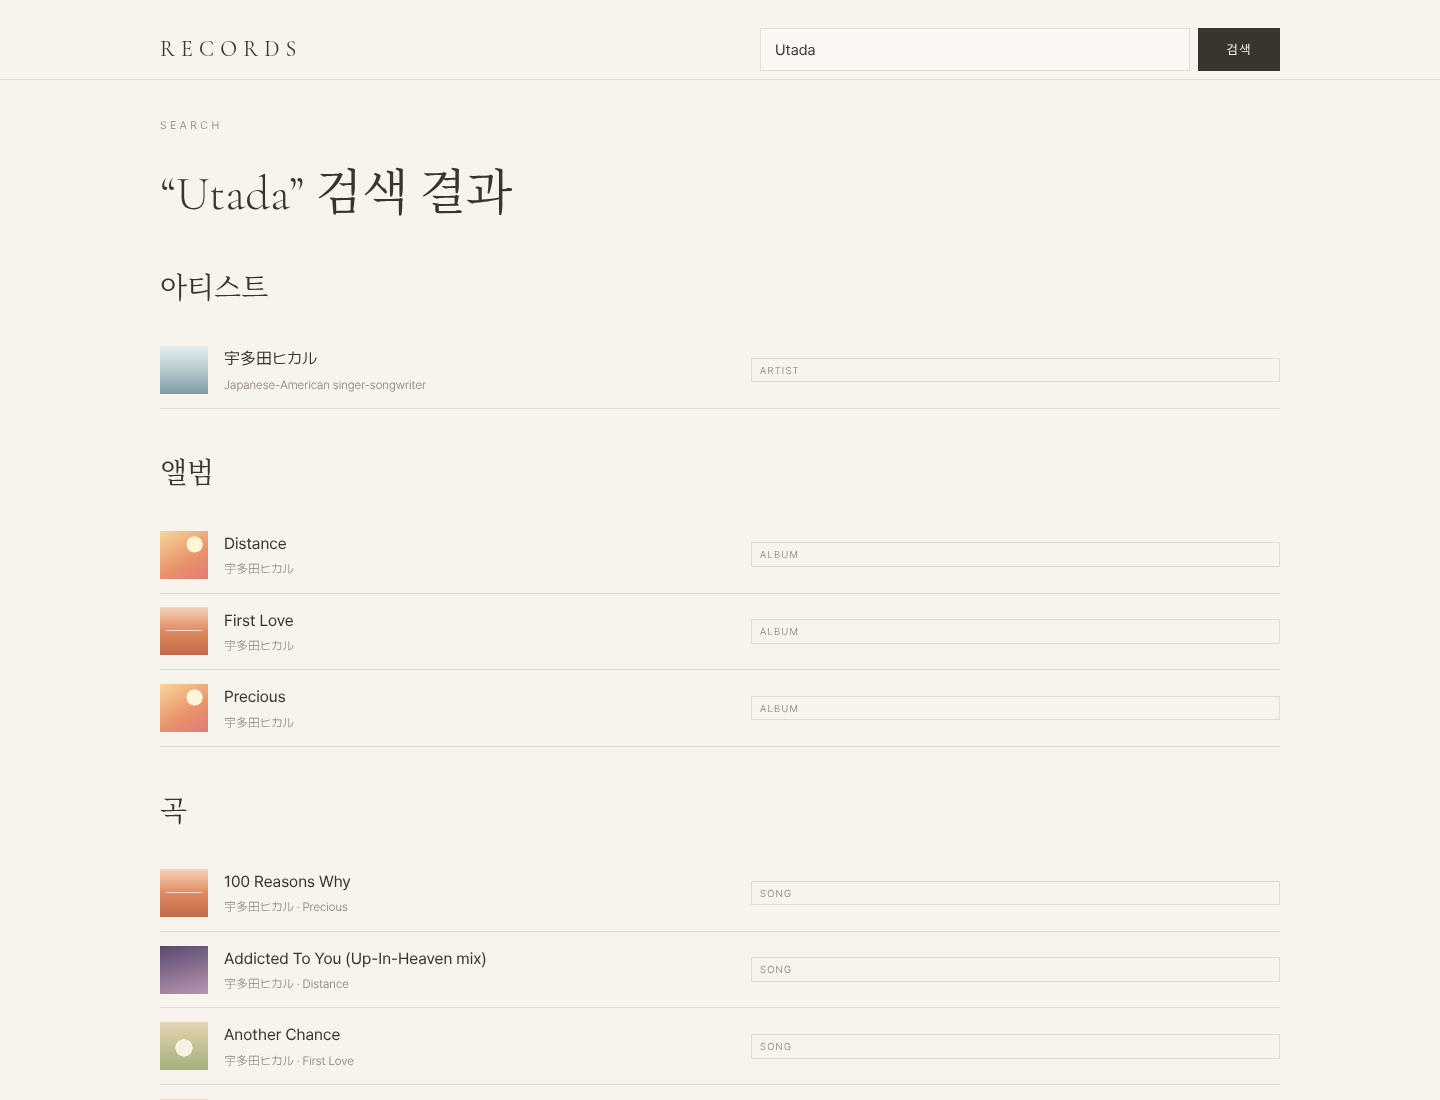 RECORDS
Utada
검색
SEARCH
“Utada” 검색 결과
아티스트
宇多田ヒカル
Japanese-American singer-songwriter
ARTIST
앨범
Distance
宇多田ヒカル
ALBUM
First Love
宇多田ヒカル
ALBUM
Precious
宇多田ヒカル
ALBUM
곡
100 Reasons Why
宇多田ヒカル · Precious
SONG
Addicted To You (Up-In-Heaven mix)
宇多田ヒカル · Distance
SONG
Another Chance
宇多田ヒカル · First Love
SONG